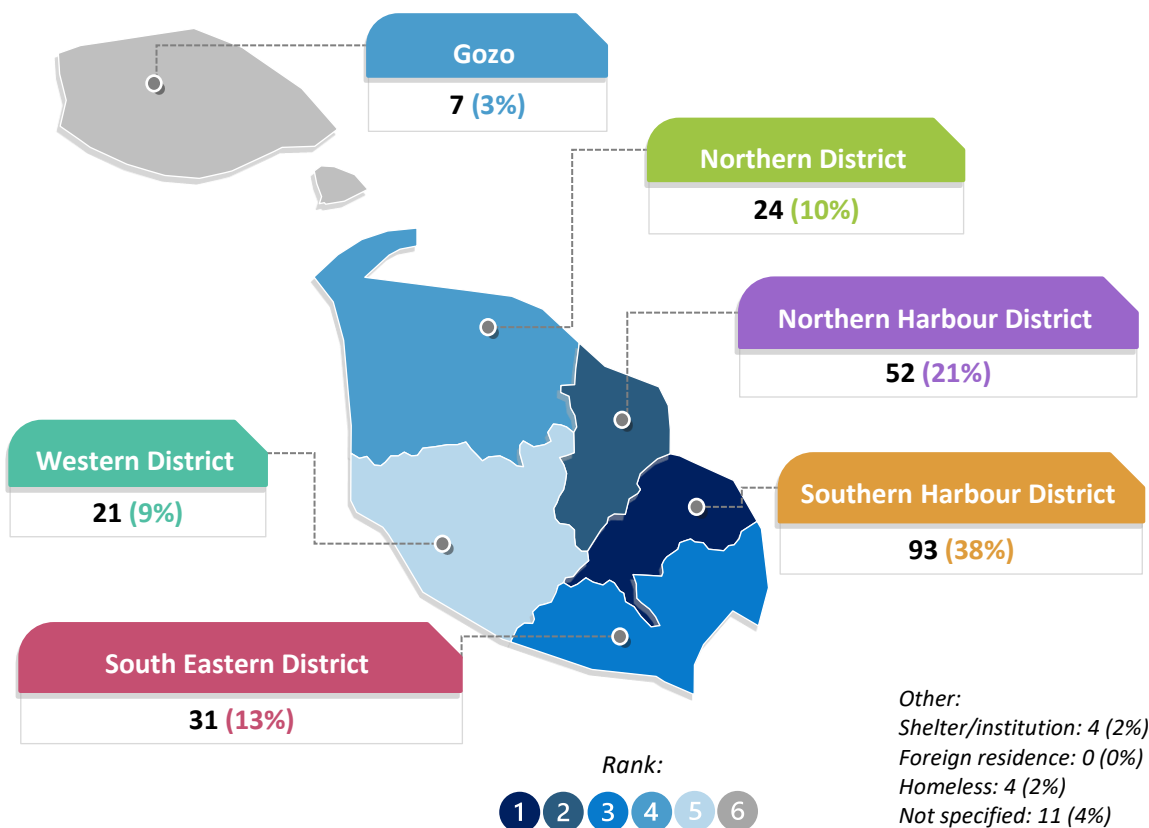 Gozo
7 (3%)
Northern District
24 (10%)
Northern Harbour District
52 (21%)
Western District
21 (9%)
Southern Harbour District
93 (38%)
South Eastern District
31 (13%)
Other:
Shelter/institution: 4 (2%)
Foreign residence: 0 (0%)
Homeless: 4 (2%)
Not specified: 11 (4%)
Rank:
1 2 3 4 5 6